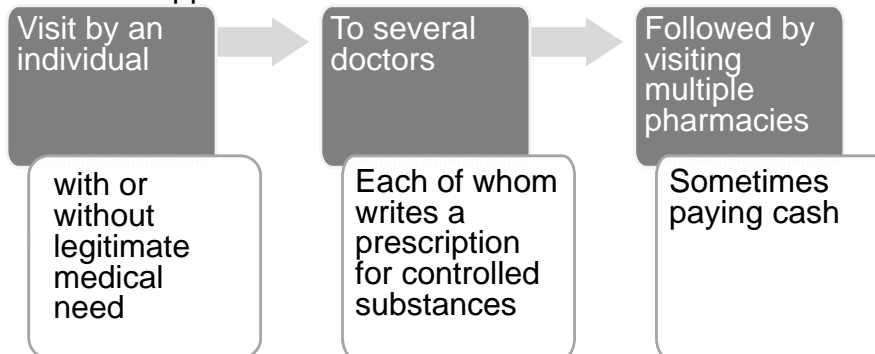 Visit by an
individual
with or
without
legitimate
medical
need
To several
doctors
Each of whom
writes a
prescription
for controlled
substances
Followed by
visiting
multiple
pharmacies
Sometimes
paying cash